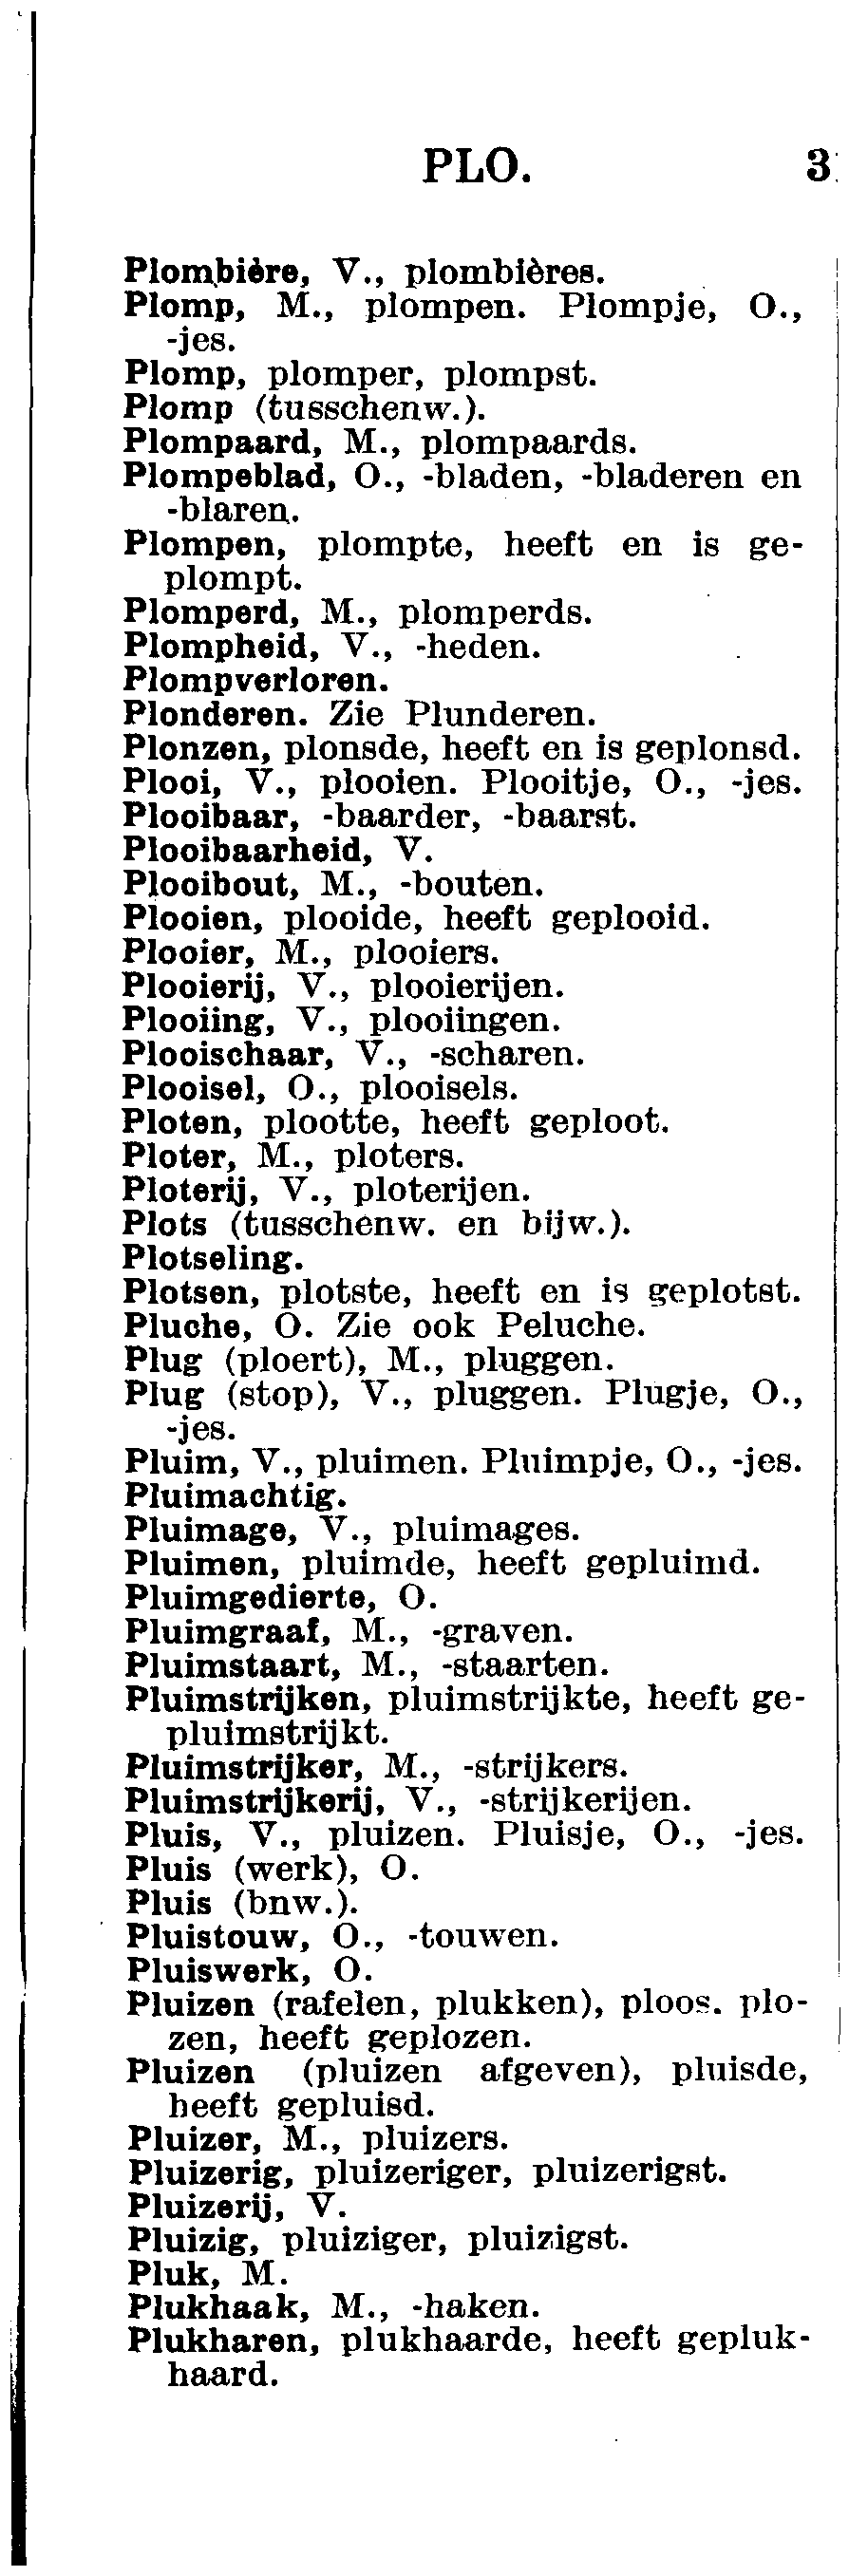 PLO. 3
Plombière, V., plombières.
Plomp, M., plompen. Plompje, O.,
-jes.
Plomp, plomper, plompst.
Plomp (tusschenw.).
Plompaard, M., plompaards.
Plompeblad, O., -bladen, -bladeren en
-blaren.
Plompen, plompte, heeft en is ge-
plompt.
Plomperd, M., plomperds.
Plompheid, V., -heden.
Plompverloren.
Plonderen. Zie Plunderen.
Plonzen, plonsde, heeft en is geplonsd.
Plooi, V., plooien. Plooitje, O., -jes.
Plooibaar, -baarder, -baarst.
Plooibaarheid, V.
Plooibout, M., -bouten.
Plooien, plooide, heeft geplooid.
Plooier, M., plooiers.
Plooierij, V., plooierijen.
Plooiing, V., plooiingen.
Plooischaar, V., -scharen.
Plooisel, O., plooisels.
Ploten, plootte, heeft geploot.
Ploter, M., ploters.
Ploterij, V., ploterijen.
Plots (tusschenw. en bijw.).
Plotseling.
Plotsen, plotste, heeft en is geplotst.
Pluche, O. Zie ook Peluche.
Plug (ploert), M., pluggen.
Plug (stop), V., pluggen. Plugje, O.,
-jes.
Pluim, V., pluimen. Pluimpje, O., -jes.
Pluimachtig.
Pluimage, V., pluimages.
Pluimen, pluimde, heeft gepluimd.
Pluimgedierte, O.
Pluimgraaf, M., -graven.
Pluimstaart, M., -staarten.
Pluimstrijken, pluimstrijkte, heeft ge-
pluimstrijkt.
Pluimstrijker, M., -strijkers.
Pluimstrijkerij, V., -strijkerijen.
Pluis, V., pluizen. Pluisje, O., -jes.
Pluis (werk), O.
Pluis (bnw.).
Pluistouw, O., -touwen.
Pluiswerk, O.
Pluizen (rafelen, plukken), ploos. plo-
zen, heeft geplozen.
Pluizen (pluizen afgeven), pluisde,
heeft gepluisd.
Pluizer, M., pluizers.
Pluizerig, pluizeriger, pluizerigst.
Pluizerij, V.
Pluizig, pluiziger, pluizigst.
Pluk, M.
Plukhaak, M., -haken.
Plukharen, plukhaarde, heeft gepluk-
haard.